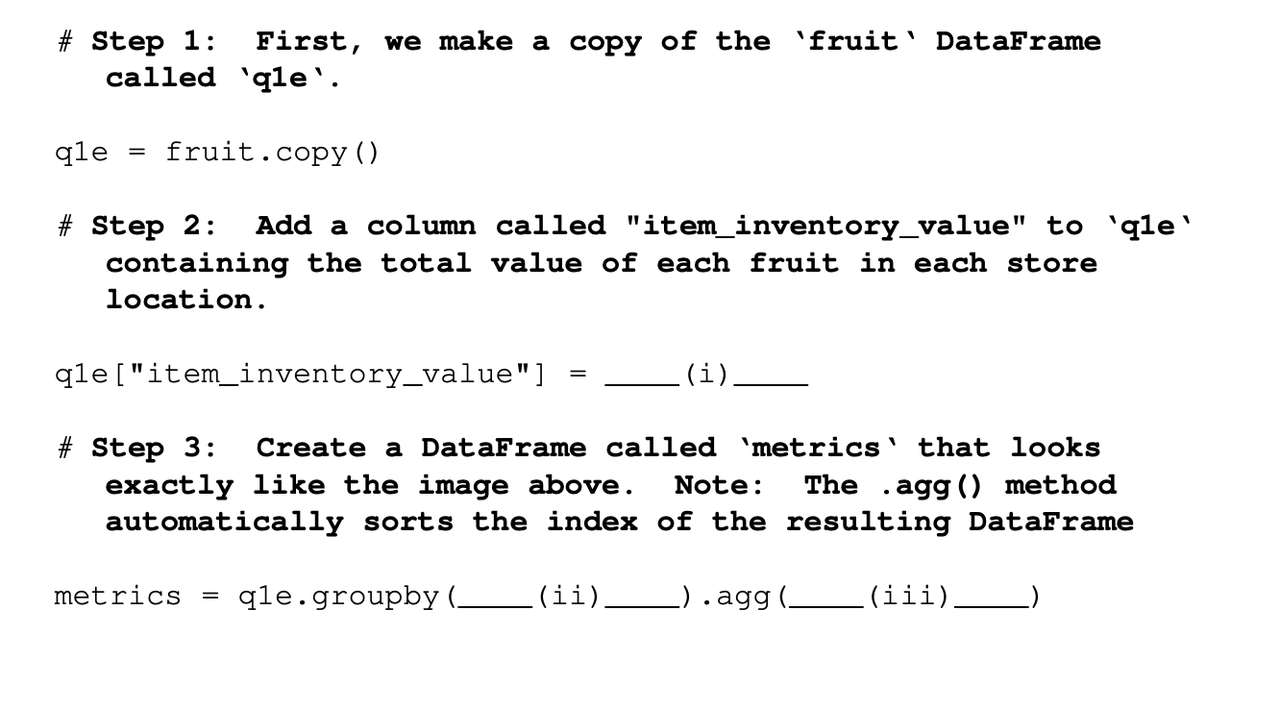 # Step 1:  First, we make a copy of the `fruit` DataFrame
called `q1e`.
q1e = fruit.copy()
# Step 2:  Add a column called "item_inventory_value" to `q1e`
containing the total value of each fruit in each store
location.
q1e["item_inventory_value"] = ____(i)____
# Step 3:  Create a DataFrame called `metrics` that looks
exactly like the image above.  Note:  The .agg() method
automatically sorts the index of the resulting DataFrame
metrics = q1e.groupby(____(ii)____).agg(____(iii)____)